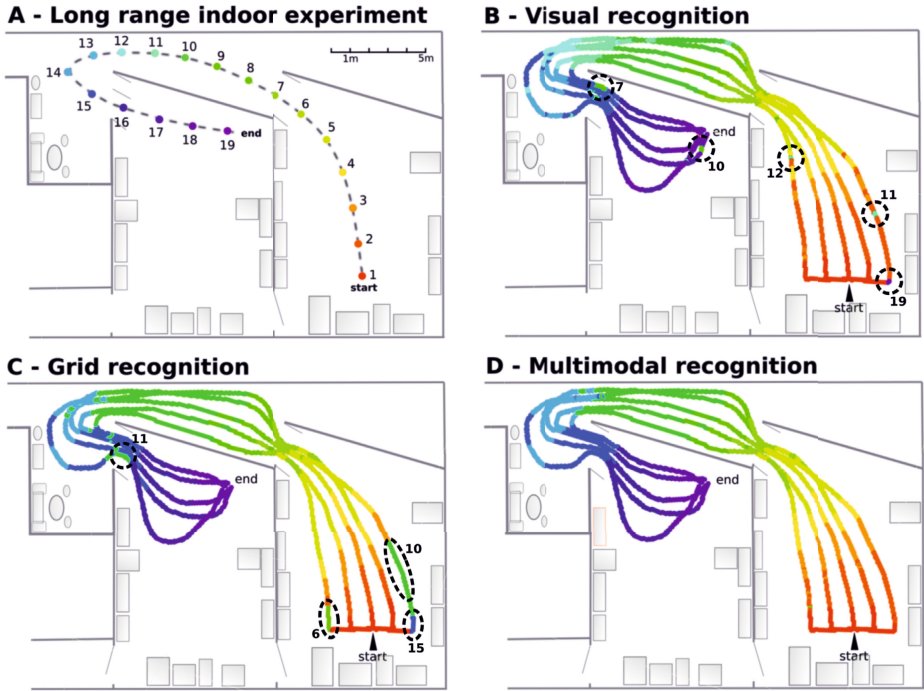 A - Long range indoor experiment
13
12
11
10
9
8
7
6
5
4
3
2
1
start
14
15
16
17
18
19
end
1m
5m
B - Visual recognition
7
end
10
12
11
19
start
C - Grid recognition
11
end
10
6
15
start
D - Multimodal recognition
end
start